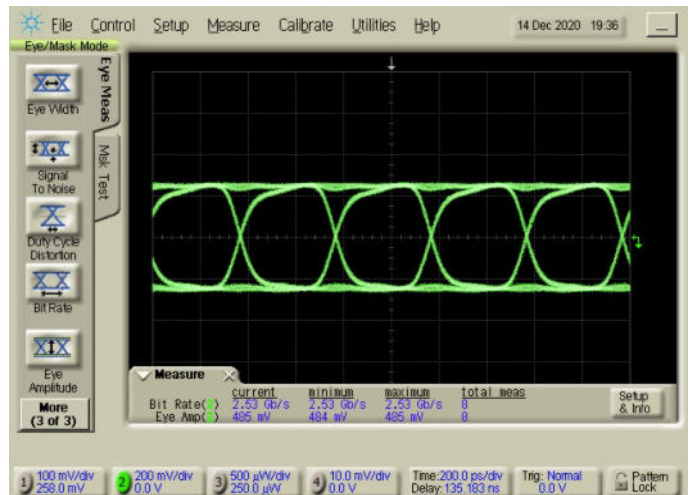 File Control Setup Measure Calibrate Utilities Help 14 Dec 2020 19:36
Eye/Mask Mode
Eye Meas
Msk Test
Eye Width
Signal
To Noise
Duty Cycle
Distortion
Bit Rate
Eye
Amplitude
More
(3 of 3)
Measure
current minimum maximum total meas
Bit Rate(2) 2.53 Gb/s 2.53 Gb/s 2.53 Gb/s 8
Eye Amp(2) 485 mV 484 mV 485 mV 8
Setup
& Info
1) 100 mV/div
258.0 mV
2) 200 mV/div
0.0 V
3) 500 µW/div
250.0 µW
4) 10.0 mV/div
0.0 V
Time:200.0 ps/div
Delay:135.183 ns
Trig: Normal
0.0 V
Pattern
Lock